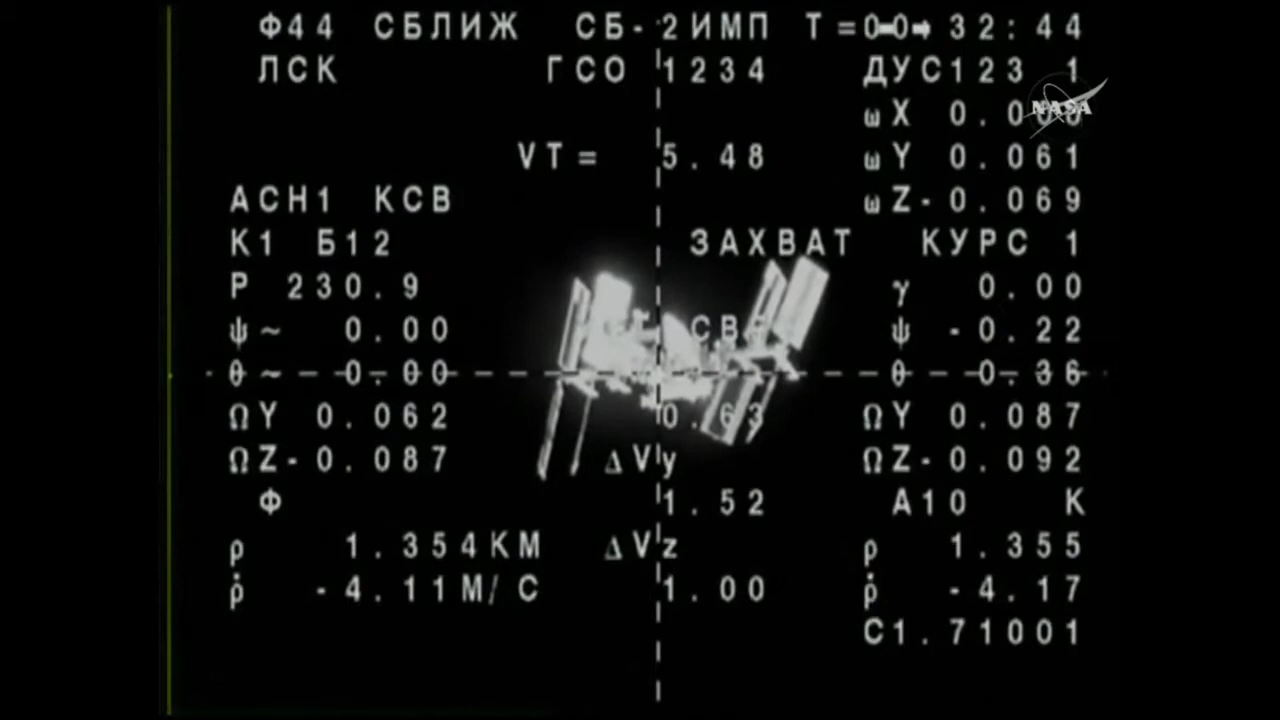 Ф44 СБЛИЖ СБ-2ИМП Т=00 32:44
ЛСК ГСО 1234 ДУС123 1
NASA
ωX 0.0
VT= 5.48 ωY 0.061
АСН1 КСВ ωZ-0.069
К1 Б12 ЗАХВАТ КУРС 1
Р 230.9 γ 0.00
ψ~ 0.00 ψ -0.22
θ~ 0.00 θ -0.36
ΩY 0.062 0.63 ΩY 0.087
ΩZ-0.087 ΔVy ΩZ-0.092
Ф 1.52 А10 К
ρ 1.354КМ ΔVz ρ 1.355
ρ̇ -4.11М/С 1.00 ρ̇ -4.17
С1.71001